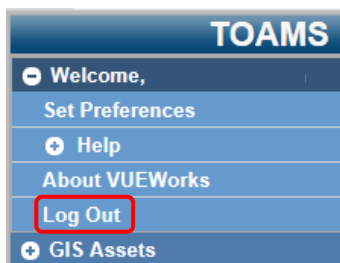 TOAMS
Welcome,
Set Preferences
Help
About VUEWorks
Log Out
GIS Assets